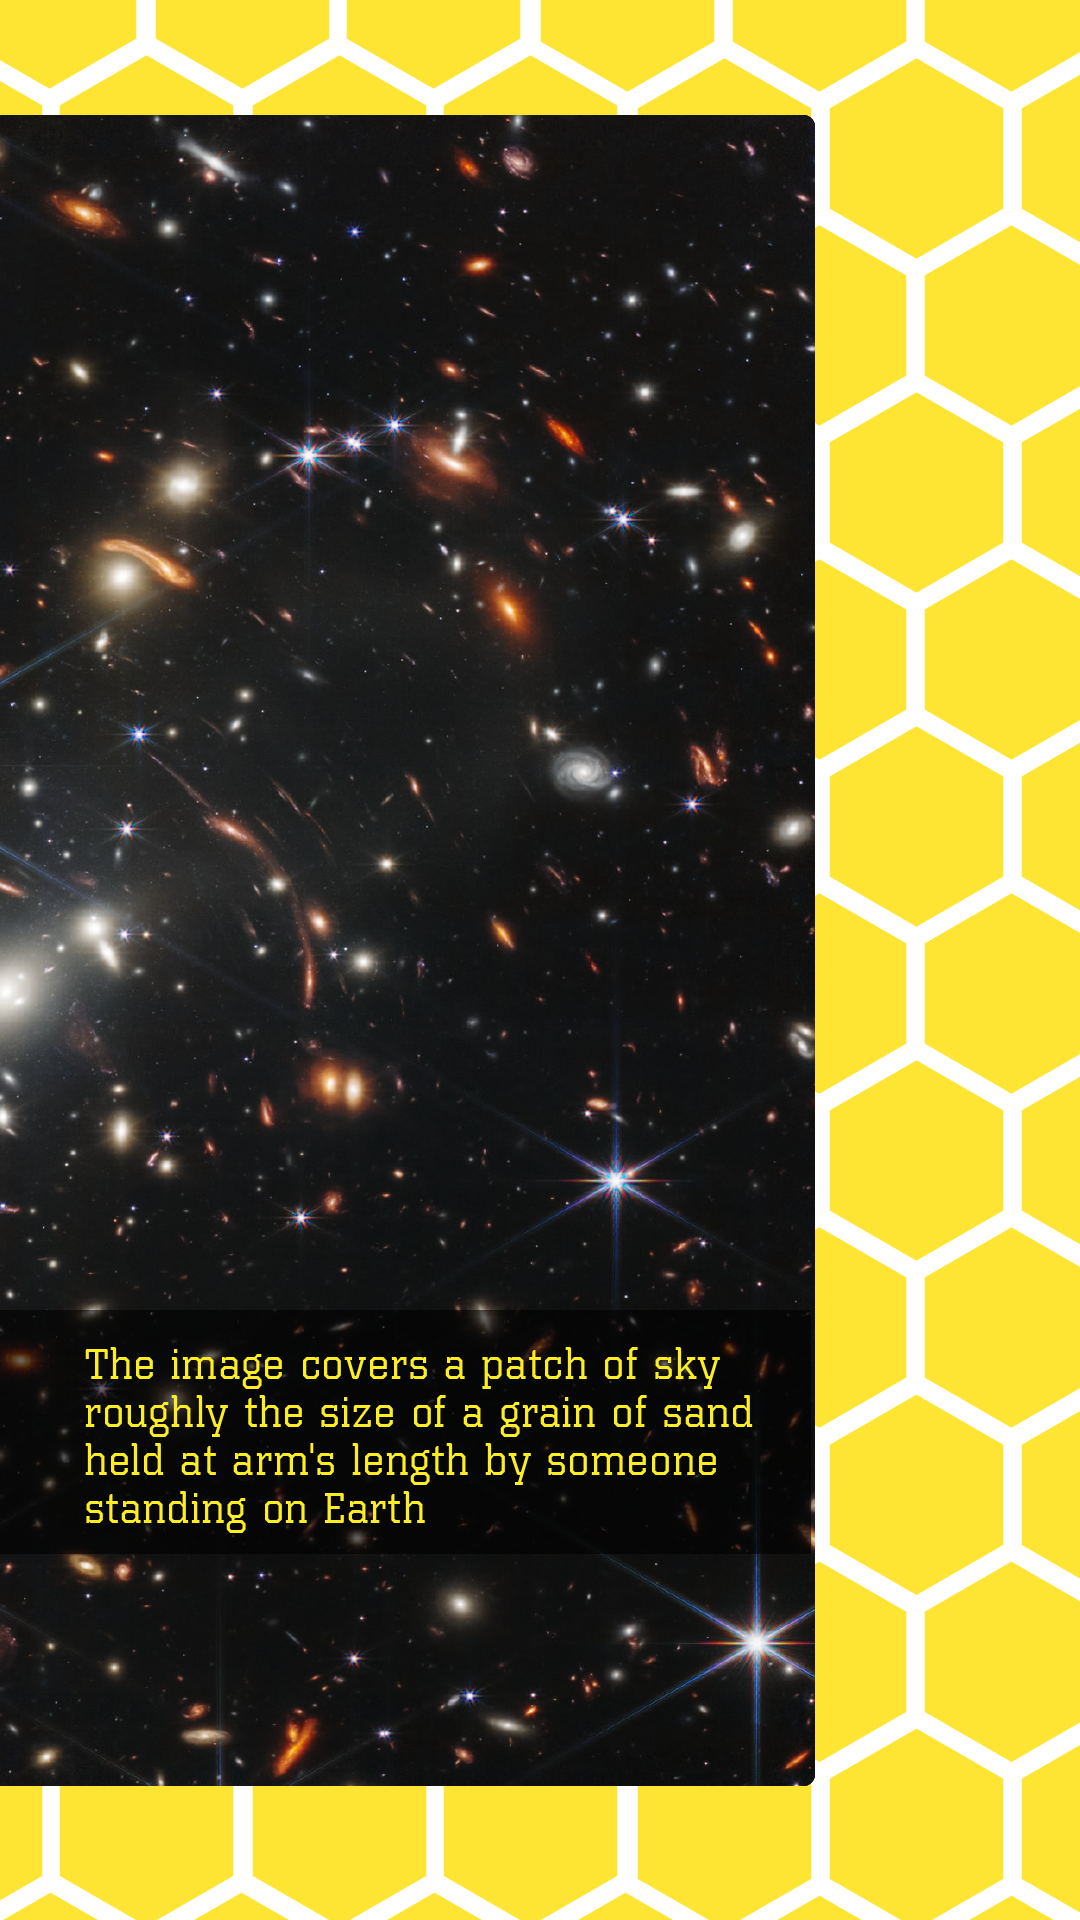 The image covers a patch of sky
roughly the size of a grain of sand
held at arm's length by someone
standing on Earth